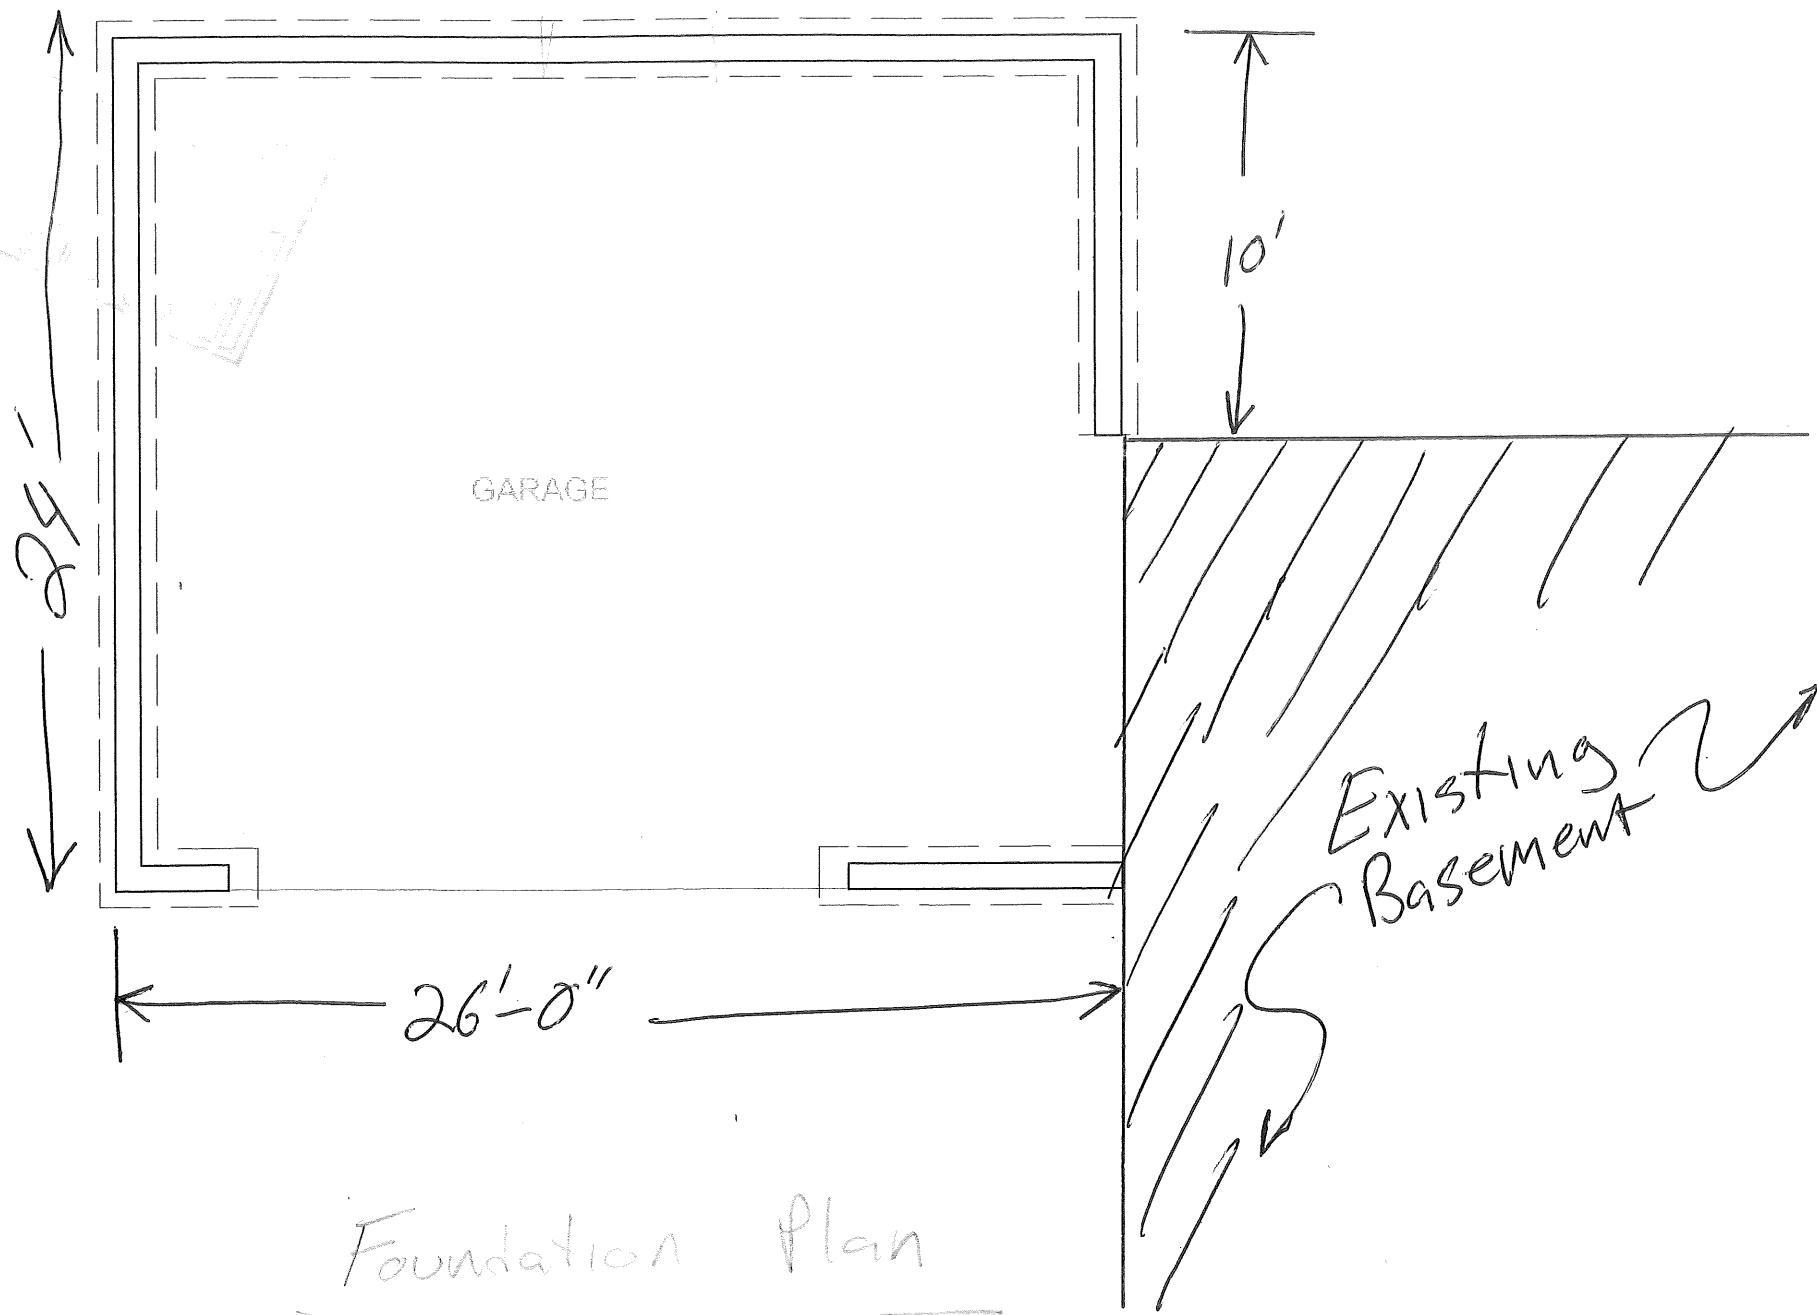 10'
24'
GARAGE
Existing
Basement
26'-0"
Foundation Plan